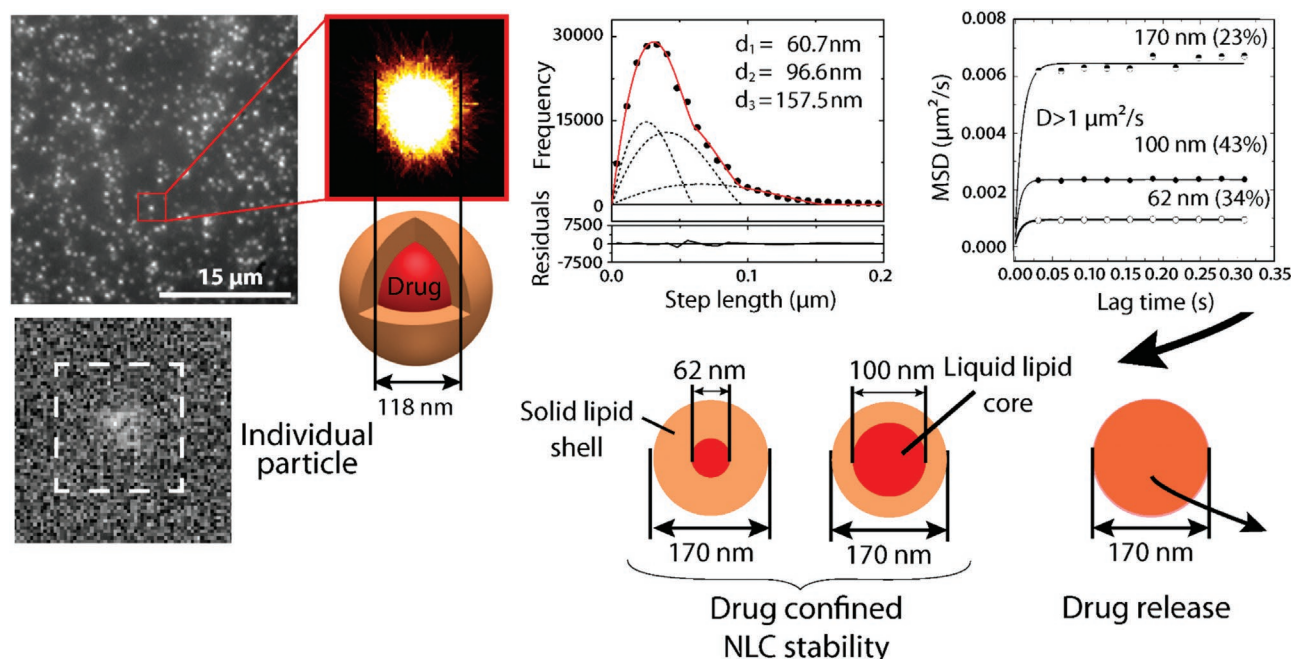 15 µm
Drug
118 nm
Individual
particle
Frequency
30000
15000
0
d₁ = 60.7nm
d₂ = 96.6nm
d₃ = 157.5nm
Residuals
7500
0
-7500
0.0
0.1
0.2
Step length (µm)
MSD (µm²/s)
0.008
0.006
0.004
0.002
0.000
170 nm (23%)
D>1 µm²/s
100 nm (43%)
62 nm (34%)
0.00 0.05 0.10 0.15 0.20 0.25 0.30 0.35
Lag time (s)
Solid lipid
shell
62 nm
170 nm
100 nm
Liquid lipid
core
170 nm
170 nm
Drug confined
NLC stability
Drug release